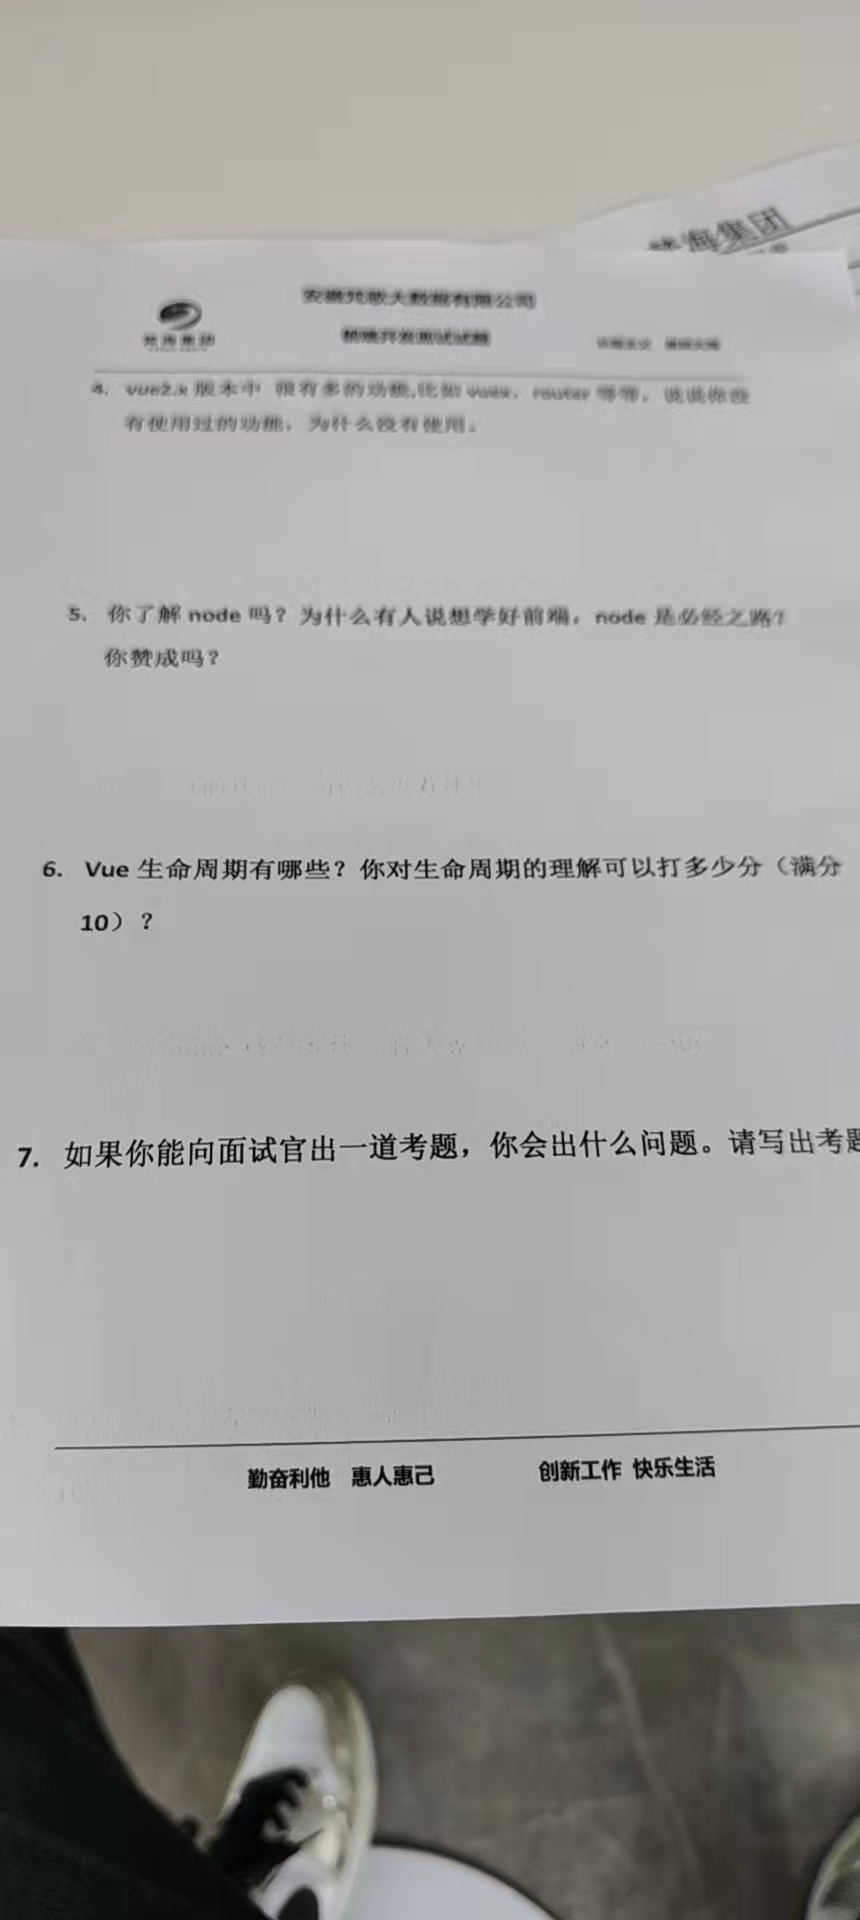 海集团
安徽 大数据有限公司
前端开发面试试题
4. vue2.x 版本中 很有多的功能,比如 vuex、router 等等，说说你没
有使用过的功能，为什么没有使用。
5. 你了解 node 吗？为什么有人说想学好前端，node 是必经之路？
你赞成吗？
6. Vue 生命周期有哪些？你对生命周期的理解可以打多少分（满分
10）？
7. 如果你能向面试官出一道考题，你会出什么问题。请写出考题
勤奋利他 惠人惠己 创新工作 快乐生活